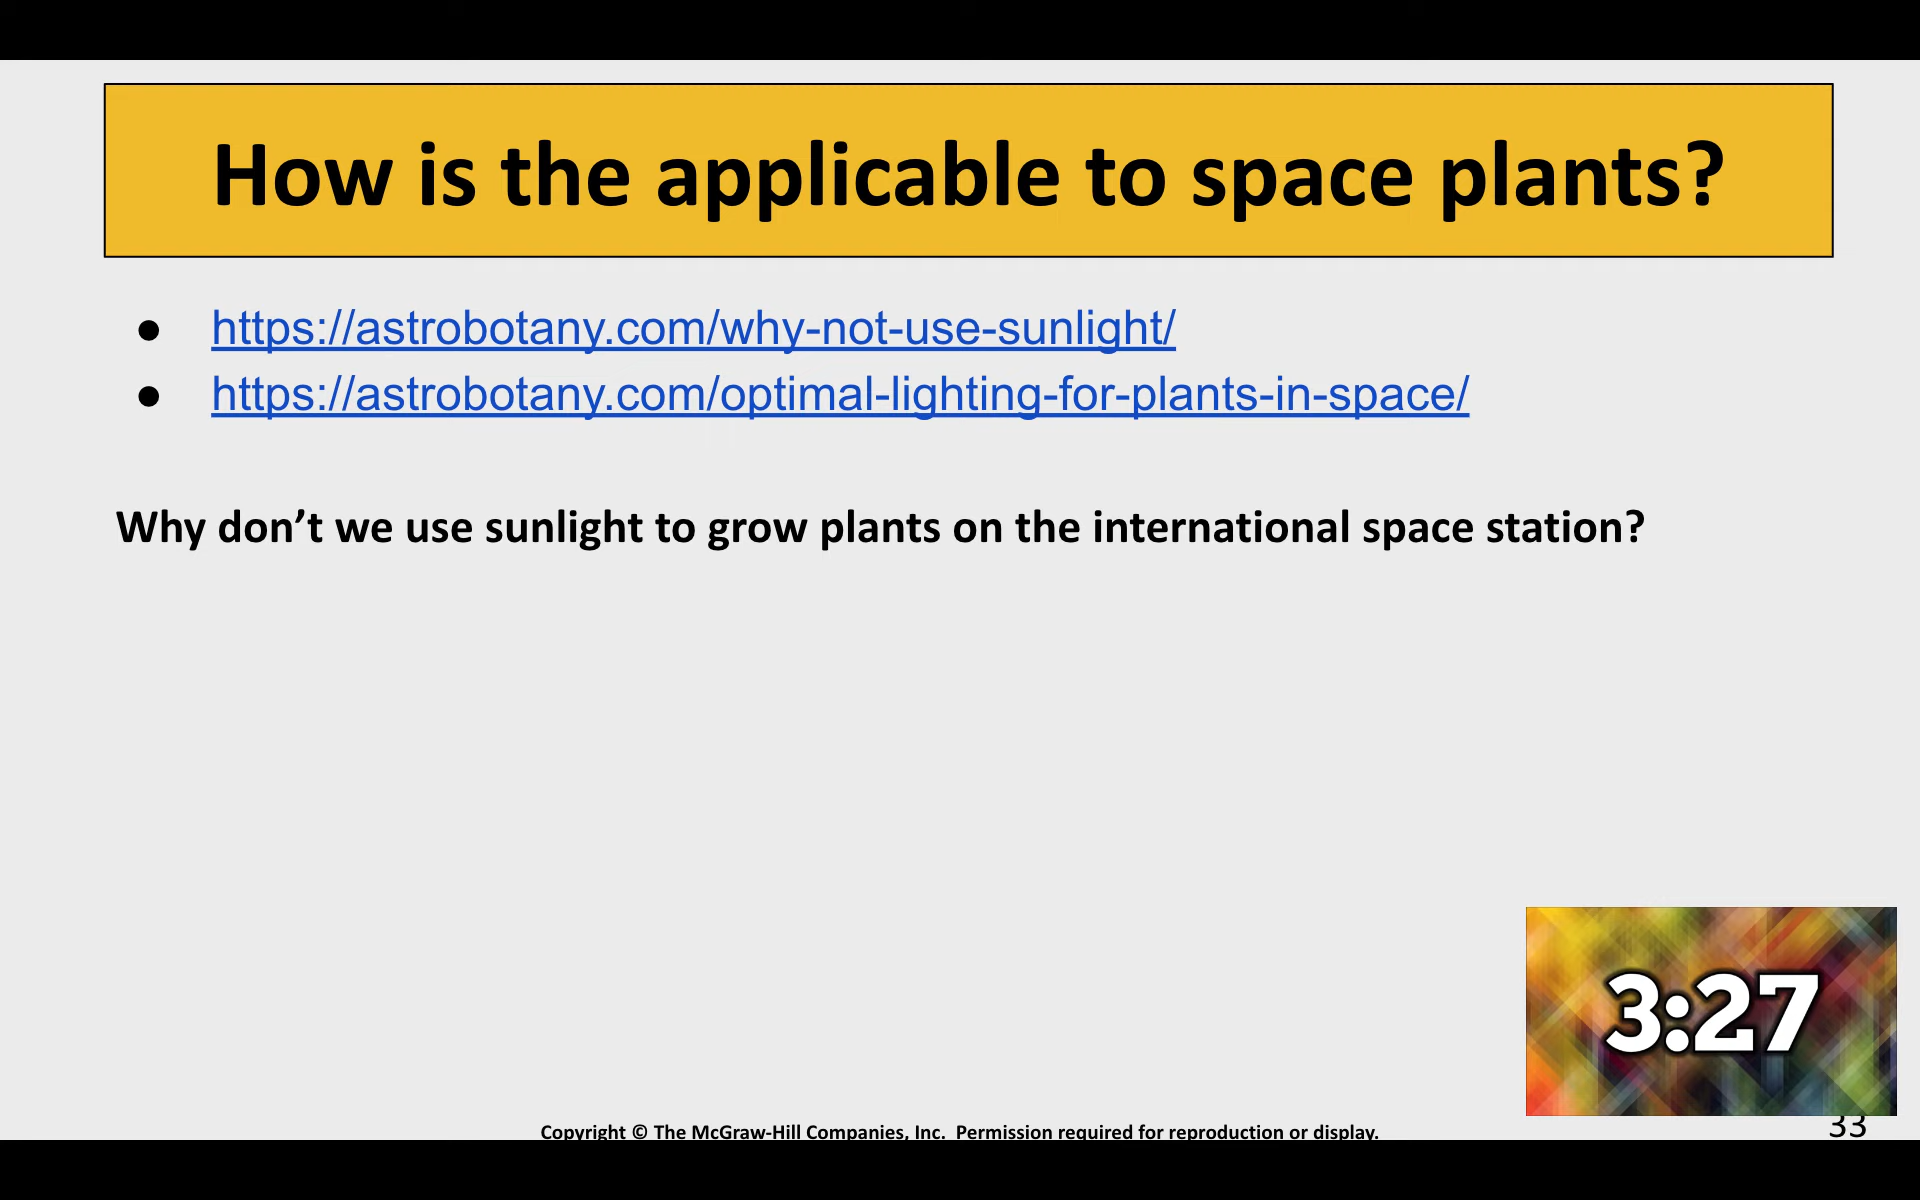 How is the applicable to space plants?
● https://astrobotany.com/why-not-use-sunlight/
● https://astrobotany.com/optimal-lighting-for-plants-in-space/
Why don’t we use sunlight to grow plants on the international space station?
3:27
Copyright © The McGraw-Hill Companies, Inc.  Permission required for reproduction or display.
33